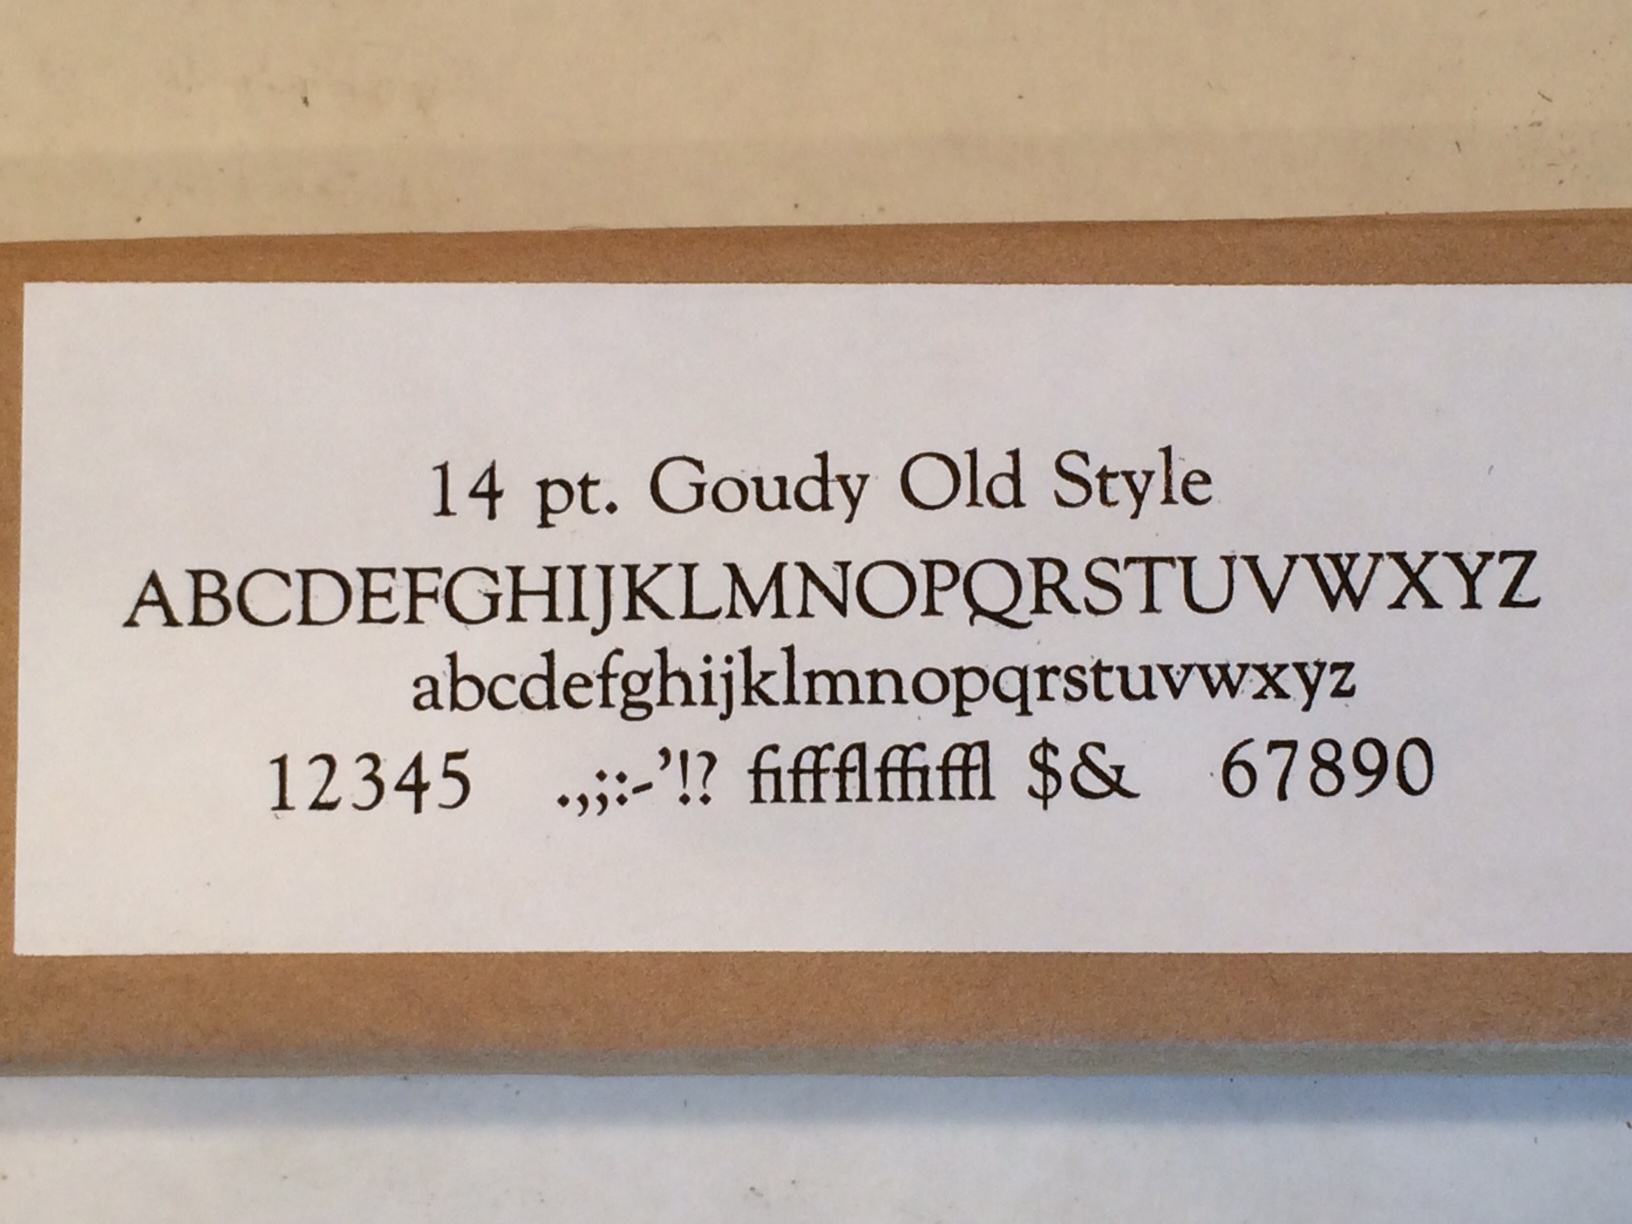 14 pt. Goudy Old Style
ABCDEFGHIJKLMNOPQRSTUVWXYZ
abcdefghijklmnopqrstuvwxyz
12345 .,;:-’!? fiffflffiffl $& 67890